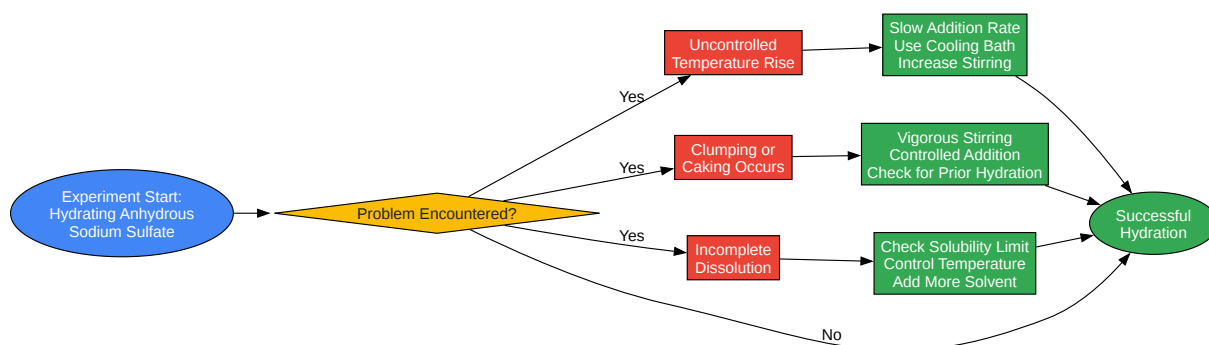 Experiment Start:
Hydrating Anhydrous
Sodium Sulfate
Problem Encountered?
Yes
Uncontrolled
Temperature Rise
Slow Addition Rate
Use Cooling Bath
Increase Stirring
Yes
Clumping or
Caking Occurs
Vigorous Stirring
Controlled Addition
Check for Prior Hydration
Yes
Incomplete
Dissolution
Check Solubility Limit
Control Temperature
Add More Solvent
No
Successful
Hydration